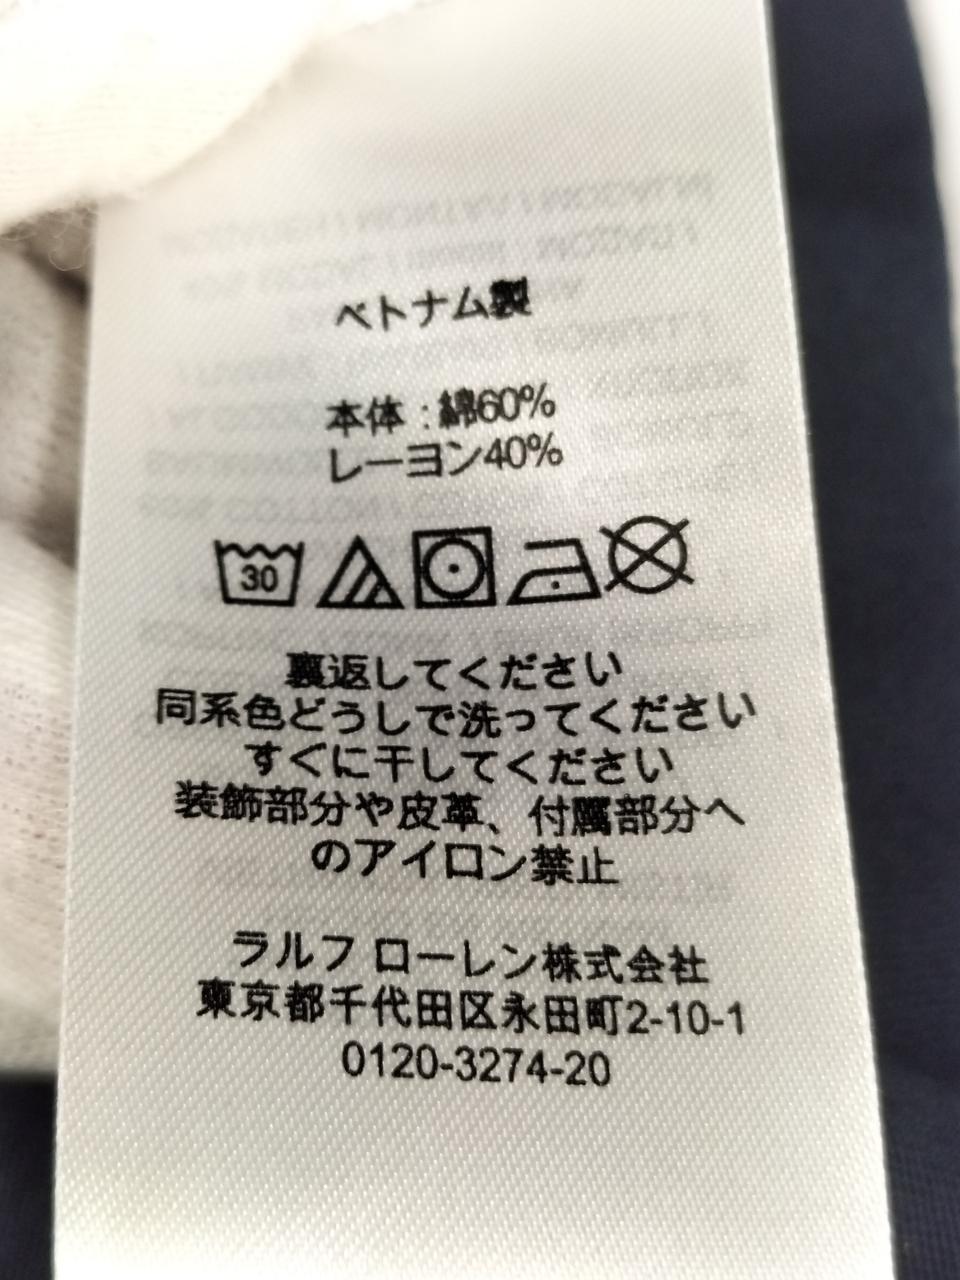 ベトナム製
本体:綿60%
レーヨン40%
30
裏返してください
同系色どうしで洗ってください
すぐに干してください
装飾部分や皮革、付属部分へ
のアイロン禁止
ラルフ ローレン株式会社
東京都千代田区永田町2-10-1
0120-3274-20